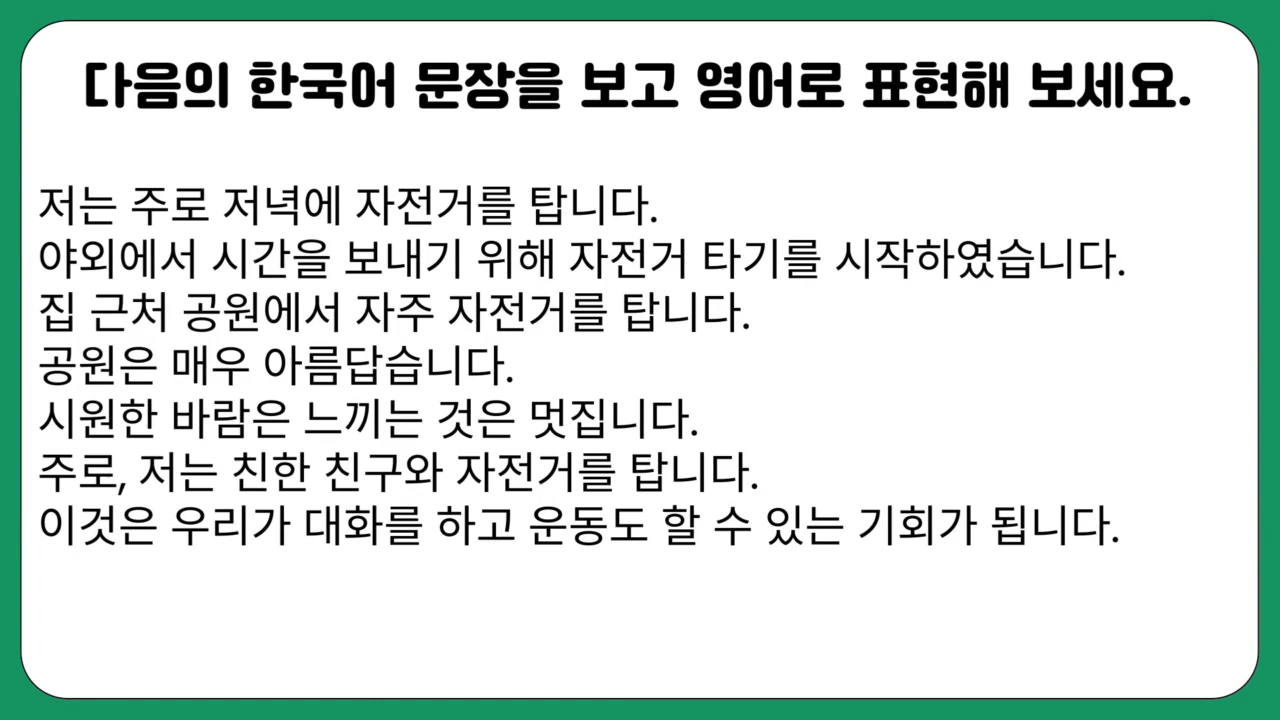 다음의 한국어 문장을 보고 영어로 표현해 보세요.
저는 주로 저녁에 자전거를 탑니다.
야외에서 시간을 보내기 위해 자전거 타기를 시작하였습니다.
집 근처 공원에서 자주 자전거를 탑니다.
공원은 매우 아름답습니다.
시원한 바람은 느끼는 것은 멋집니다.
주로, 저는 친한 친구와 자전거를 탑니다.
이것은 우리가 대화를 하고 운동도 할 수 있는 기회가 됩니다.